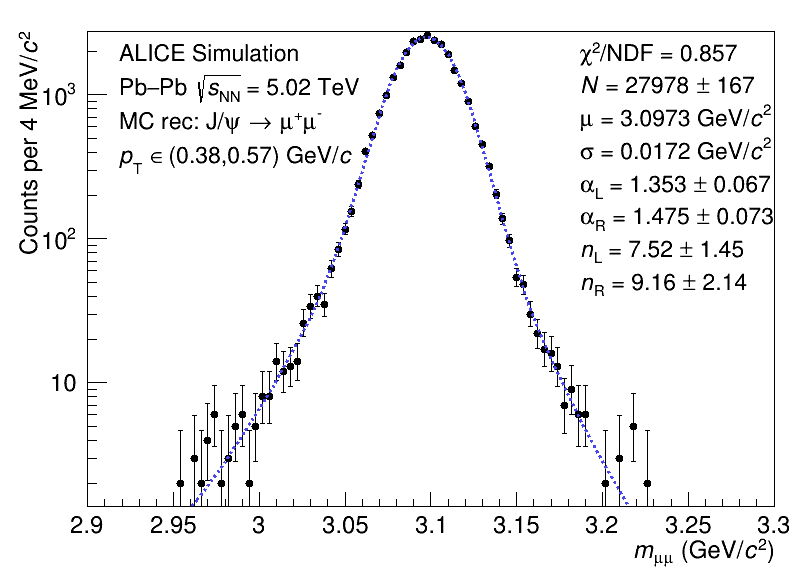 ALICE Simulation
Pb–Pb √s_NN = 5.02 TeV
MC rec: J/ψ → μ⁺μ⁻
p_T ∈ (0.38,0.57) GeV/c
χ²/NDF = 0.857
N = 27978 ± 167
μ = 3.0973 GeV/c²
σ = 0.0172 GeV/c²
α_L = 1.353 ± 0.067
α_R = 1.475 ± 0.073
n_L = 7.52 ± 1.45
n_R = 9.16 ± 2.14
Counts per 4 MeV/c²
10³
10²
10
2.9 2.95 3 3.05 3.1 3.15 3.2 3.25 3.3
m_μμ (GeV/c²)